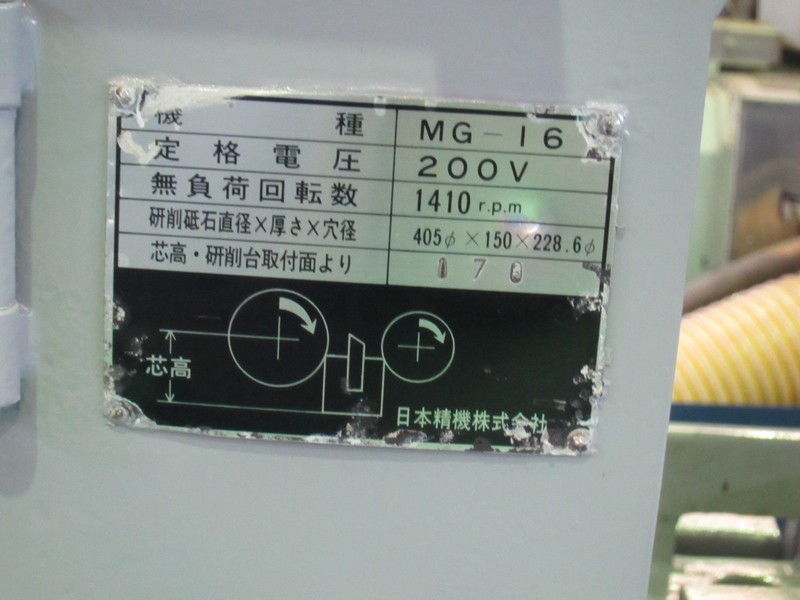 機種 MG-16
定格電圧 200V
無負荷回転数 1410 r.p.m
研削砥石直径×厚さ×穴径 405φ×150×228.6φ
芯高・研削台取付面より
芯高
日本精機株式会社